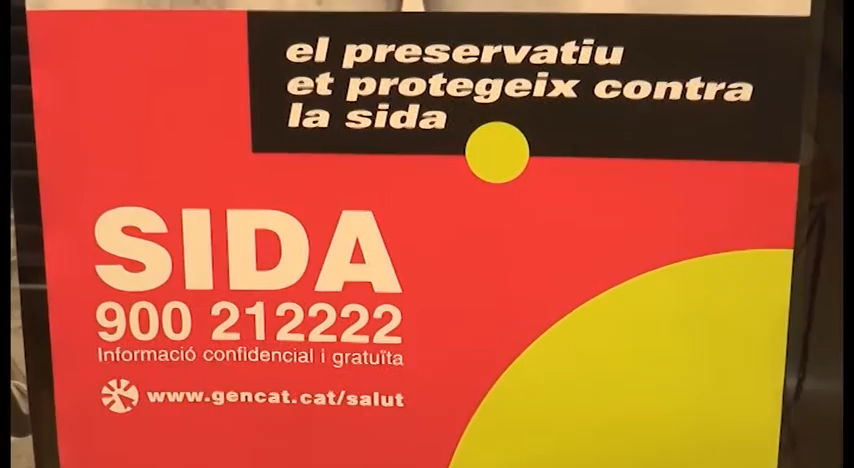 el preservatiu
et protegeix contra
la sida
SIDA
900 212222
Informació confidencial i gratuïta
www.gencat.cat/salut